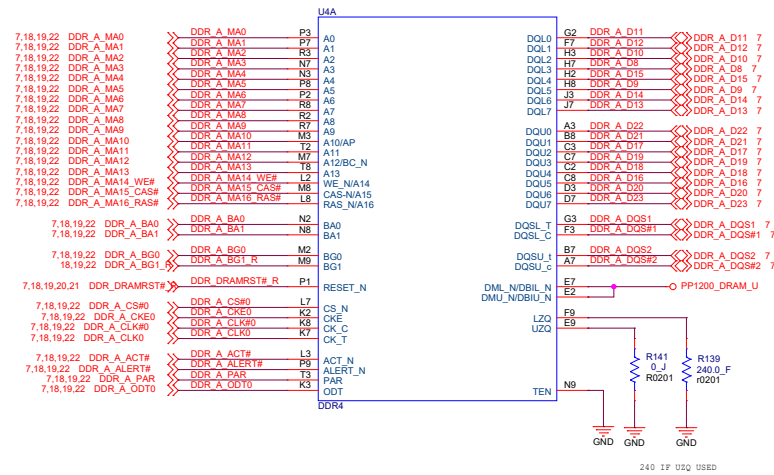 U4A
7,18,19,22 DDR_A_MA0 DDR_A_MA0 P3 A0 DQL0 G2 DDR_A_D11 DDR_A_D11 7
7,18,19,22 DDR_A_MA1 DDR_A_MA1 P7 A1 DQL1 F7 DDR_A_D12 DDR_A_D12 7
7,18,19,22 DDR_A_MA2 DDR_A_MA2 R3 A2 DQL2 H3 DDR_A_D10 DDR_A_D10 7
7,18,19,22 DDR_A_MA3 DDR_A_MA3 N7 A3 DQL3 H7 DDR_A_D8 DDR_A_D8 7
7,18,19,22 DDR_A_MA4 DDR_A_MA4 N3 A4 DQL4 H2 DDR_A_D15 DDR_A_D15 7
7,18,19,22 DDR_A_MA5 DDR_A_MA5 P8 A5 DQL5 H8 DDR_A_D9 DDR_A_D9 7
7,18,19,22 DDR_A_MA6 DDR_A_MA6 P2 A6 DQL6 J3 DDR_A_D14 DDR_A_D14 7
7,18,19,22 DDR_A_MA7 DDR_A_MA7 R8 A7 DQL7 J7 DDR_A_D13 DDR_A_D13 7
7,18,19,22 DDR_A_MA8 DDR_A_MA8 R2 A8
7,18,19,22 DDR_A_MA9 DDR_A_MA9 R7 A9 DQU0 A3 DDR_A_D22 DDR_A_D22 7
7,18,19,22 DDR_A_MA10 DDR_A_MA10 M3 A10/AP DQU1 B8 DDR_A_D21 DDR_A_D21 7
7,18,19,22 DDR_A_MA11 DDR_A_MA11 T2 A11 DQU2 C3 DDR_A_D17 DDR_A_D17 7
7,18,19,22 DDR_A_MA12 DDR_A_MA12 M7 A12/BC_N DQU3 C7 DDR_A_D19 DDR_A_D19 7
7,18,19,22 DDR_A_MA13 DDR_A_MA13 T8 A13 DQU4 C2 DDR_A_D18 DDR_A_D18 7
7,18,19,22 DDR_A_MA14_WE# DDR_A_MA14_WE# L2 WE_N/A14 DQU5 C8 DDR_A_D16 DDR_A_D16 7
7,18,19,22 DDR_A_MA15_CAS# DDR_A_MA15_CAS# M8 CAS-N/A15 DQU6 D3 DDR_A_D20 DDR_A_D20 7
7,18,19,22 DDR_A_MA16_RAS# DDR_A_MA16_RAS# L8 RAS_N/A16 DQU7 D7 DDR_A_D23 DDR_A_D23 7
7,18,19,22 DDR_A_BA0 DDR_A_BA0 N2 BA0 DQSL_T G3 DDR_A_DQS1 DDR_A_DQS1 7
7,18,19,22 DDR_A_BA1 DDR_A_BA1 N8 BA1 DQSL_C F3 DDR_A_DQS#1 DDR_A_DQS#1 7
7,18,19,22 DDR_A_BG0 DDR_A_BG0 M2 BG0 DQSU_t B7 DDR_A_DQS2 DDR_A_DQS2 7
18,19,22 DDR_A_BG1_R DDR_A_BG1_R M9 BG1 DQSU_c A7 DDR_A_DQS#2 DDR_A_DQS#2 7
7,18,19,20,21 DDR_DRAMRST#_R DDR_DRAMRST#_R P1 RESET_N DML_N/DBIL_N E7 PP1200_DRAM_U
DMU_N/DBIU_N E2
7,18,19,22 DDR_A_CS#0 DDR_A_CS#0 L7 CS_N
7,18,19,22 DDR_A_CKE0 DDR_A_CKE0 K2 CKE LZQ F9
7,18,19,22 DDR_A_CLK#0 DDR_A_CLK#0 K8 CK_C UZQ E9
7,18,19,22 DDR_A_CLK0 DDR_A_CLK0 K7 CK_T
7,18,19,22 DDR_A_ACT# DDR_A_ACT# L3 ACT_N R141 R139
7,18,19,22 DDR_A_ALERT# DDR_A_ALERT# P9 ALERT_N 0_J 240.0_F
7,18,19,22 DDR_A_PAR DDR_A_PAR T3 PAR R0201 r0201
7,18,19,22 DDR_A_ODT0 DDR_A_ODT0 K3 ODT TEN N9
DDR4
GND GND GND
240 IF UZQ USED